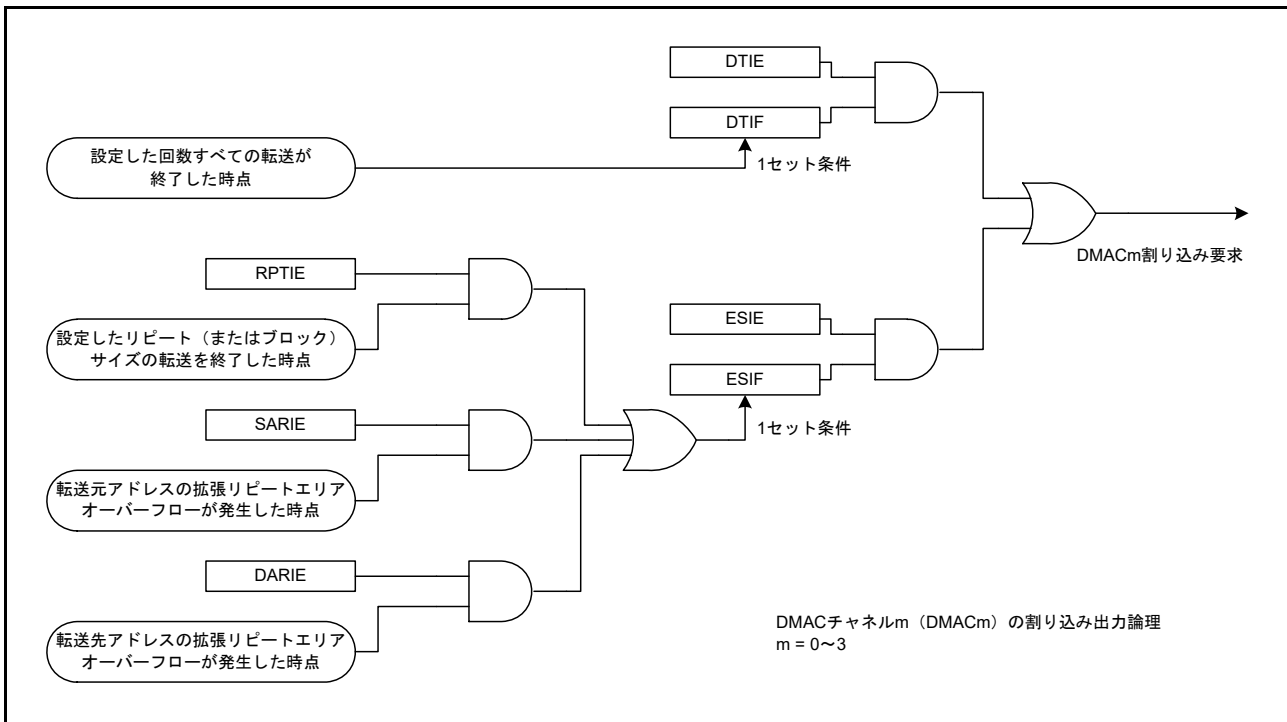 DTIE
DTIF
設定した回数すべての転送が
終了した時点
1セット条件
DMACm割り込み要求
RPTIE
設定したリピート（またはブロック）
サイズの転送を終了した時点
ESIE
ESIF
1セット条件
SARIE
転送元アドレスの拡張リピートエリア
オーバーフローが発生した時点
DARIE
転送先アドレスの拡張リピートエリア
オーバーフローが発生した時点
DMACチャネルm（DMACm）の割り込み出力論理
m = 0～3